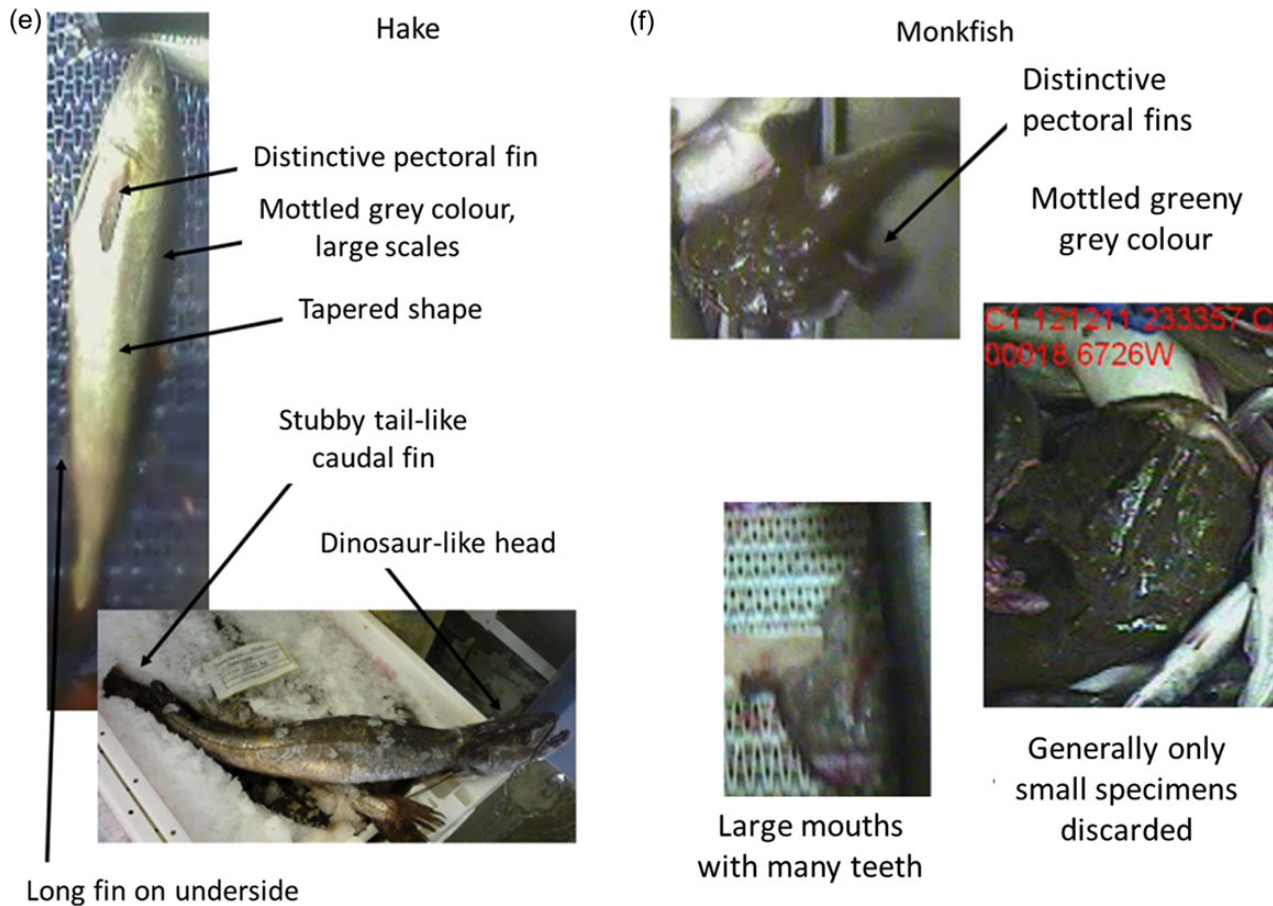 (e)
Hake
Distinctive pectoral fin
Mottled grey colour,
large scales
Tapered shape
Stubby tail-like
caudal fin
Dinosaur-like head
Long fin on underside
(f)
Monkfish
Distinctive
pectoral fins
Mottled greeny
grey colour
C1 121211 233357 C
00018.6726W
Large mouths
with many teeth
Generally only
small specimens
discarded